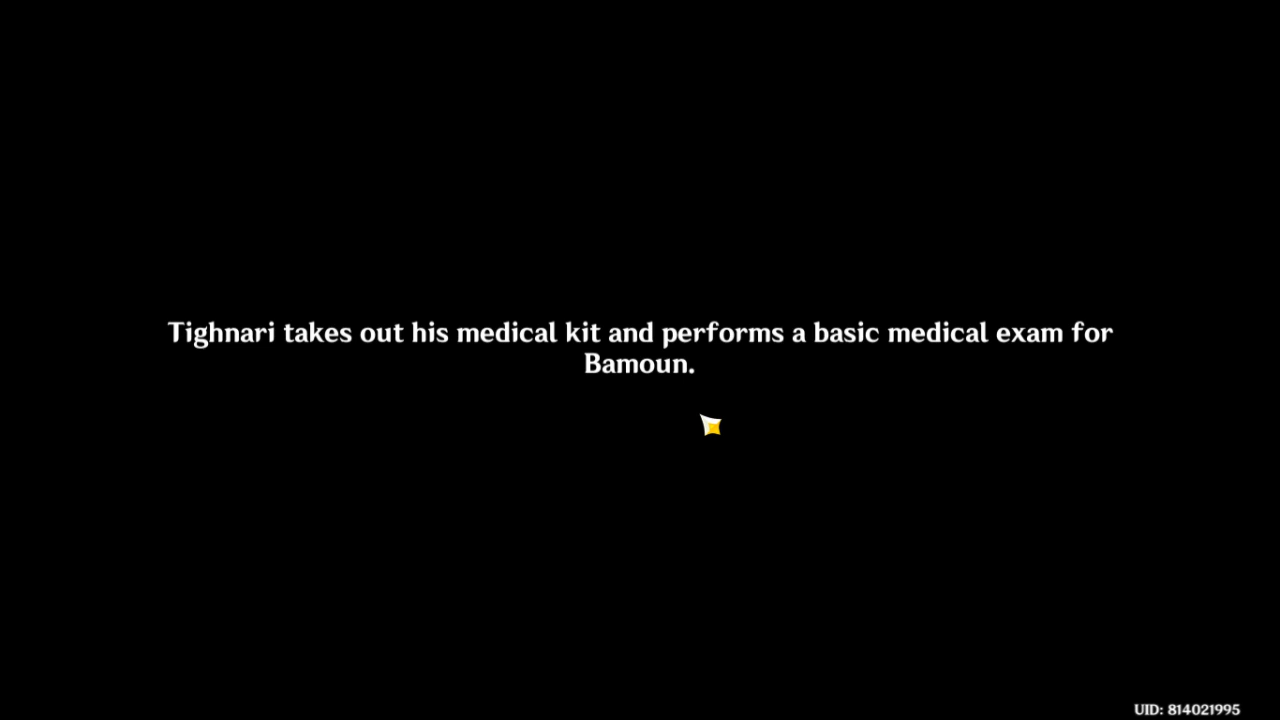 Tighnari takes out his medical kit and performs a basic medical exam for
Bamoun.
UID: 814021995